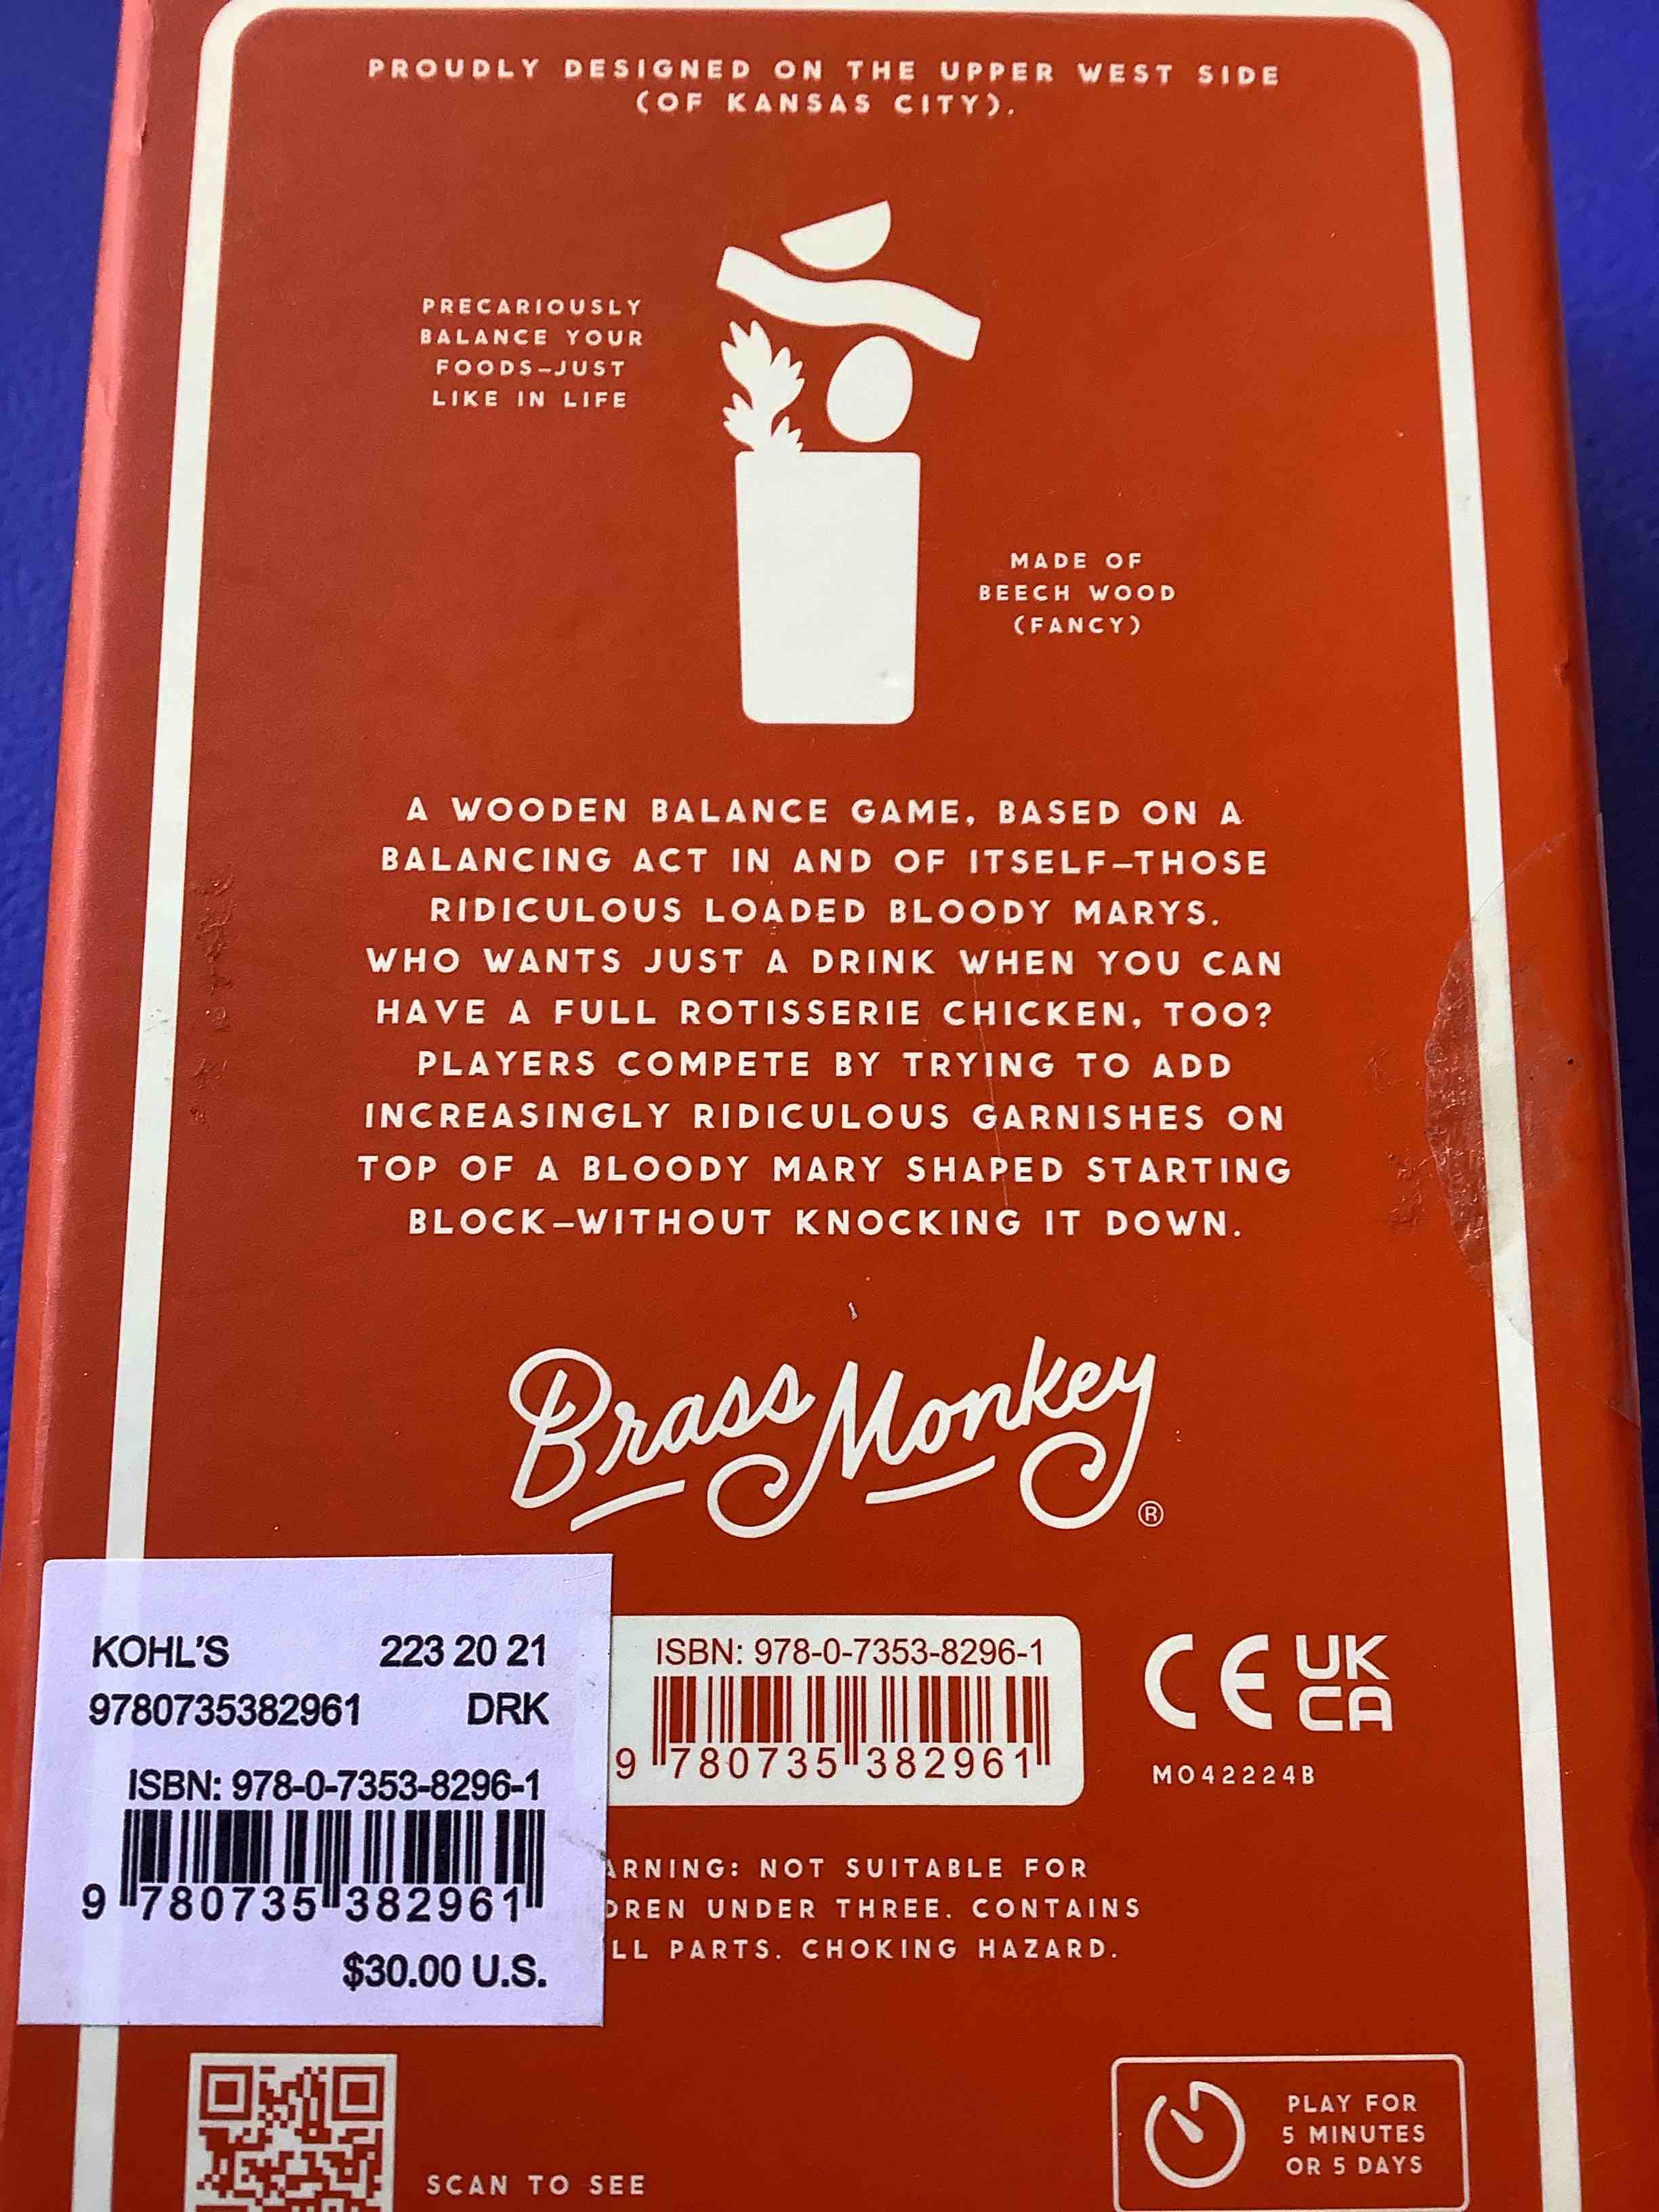 PROUDLY DESIGNED ON THE UPPER WEST SIDE
(OF KANSAS CITY).
PRECARIOUSLY
BALANCE YOUR
FOODS–JUST
LIKE IN LIFE
MADE OF
BEECH WOOD
(FANCY)
A WOODEN BALANCE GAME, BASED ON A
BALANCING ACT IN AND OF ITSELF–THOSE
RIDICULOUS LOADED BLOODY MARYS.
WHO WANTS JUST A DRINK WHEN YOU CAN
HAVE A FULL ROTISSERIE CHICKEN, TOO?
PLAYERS COMPETE BY TRYING TO ADD
INCREASINGLY RIDICULOUS GARNISHES ON
TOP OF A BLOODY MARY SHAPED STARTING
BLOCK–WITHOUT KNOCKING IT DOWN.
Brass Monkey ®
KOHL'S 223 20 21
9780735382961 DRK
ISBN: 978-0-7353-8296-1
9 780735 382961
$30.00 U.S.
ISBN: 978-0-7353-8296-1
9 780735 382961
CE UK
CA
MO42224B
ARNING: NOT SUITABLE FOR
DREN UNDER THREE. CONTAINS
LL PARTS. CHOKING HAZARD.
SCAN TO SEE
PLAY FOR
5 MINUTES
OR 5 DAYS